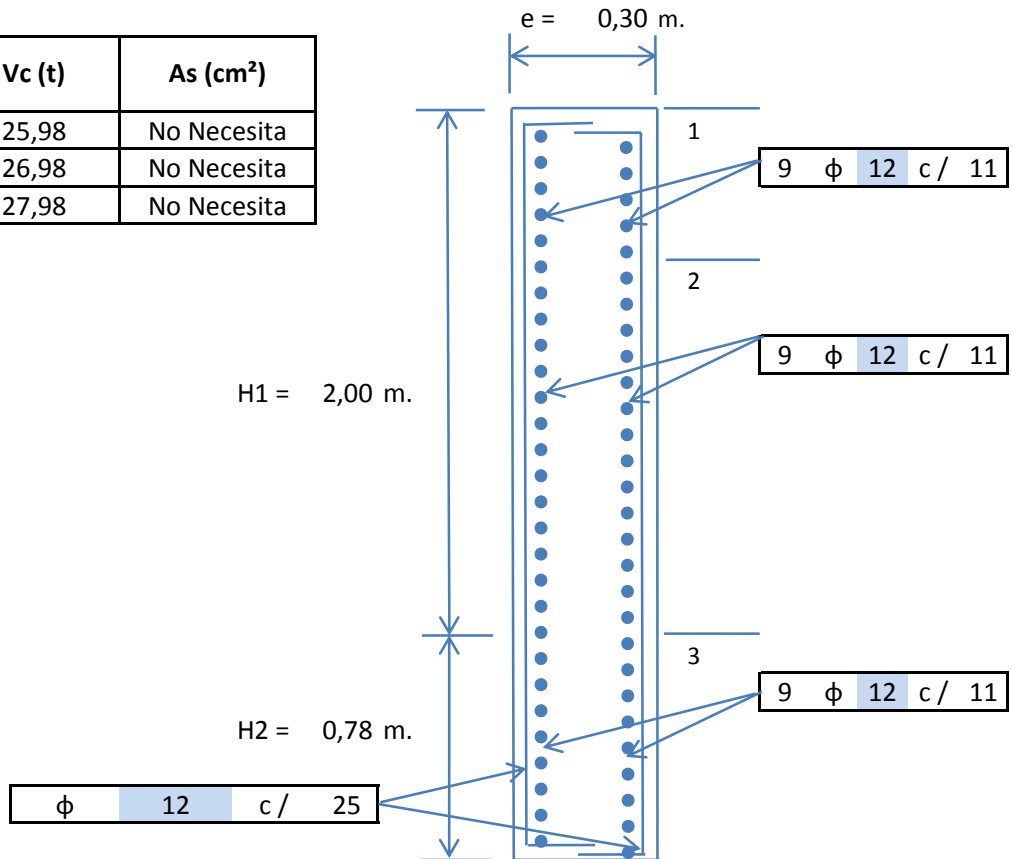 e = 0,30 m.
Vc (t) As (cm²)
25,98 No Necesita
26,98 No Necesita
27,98 No Necesita
1
9 ϕ 12 c / 11
2
9 ϕ 12 c / 11
H1 = 2,00 m.
3
9 ϕ 12 c / 11
H2 = 0,78 m.
ϕ 12 c / 25